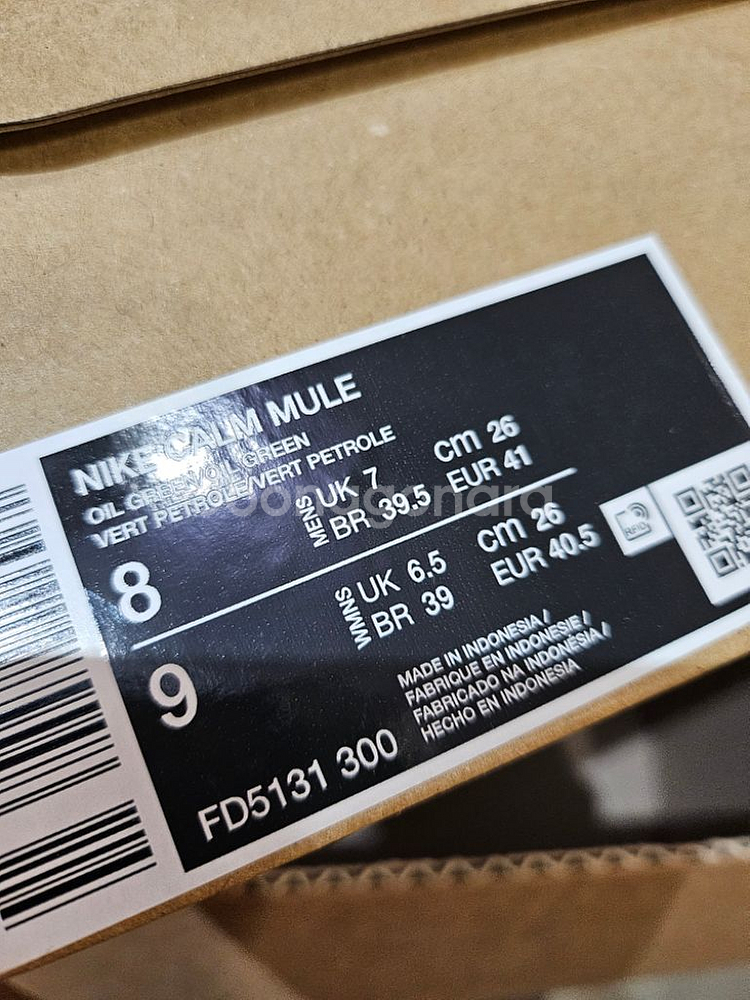 NIKE CALM MULE
OIL GREEN/OIL GREEN
VERT PETROLE/VERT PETROLE
8
MENS
UK 7
cm 26
BR 39.5
EUR 41
9
WMNS
UK 6.5
cm 26
BR 39
EUR 40.5
RFID
MADE IN INDONESIA /
FABRIQUE EN INDONESIE /
FABRICADO NA INDONÉSIA /
HECHO EN INDONESIA
FD5131 300